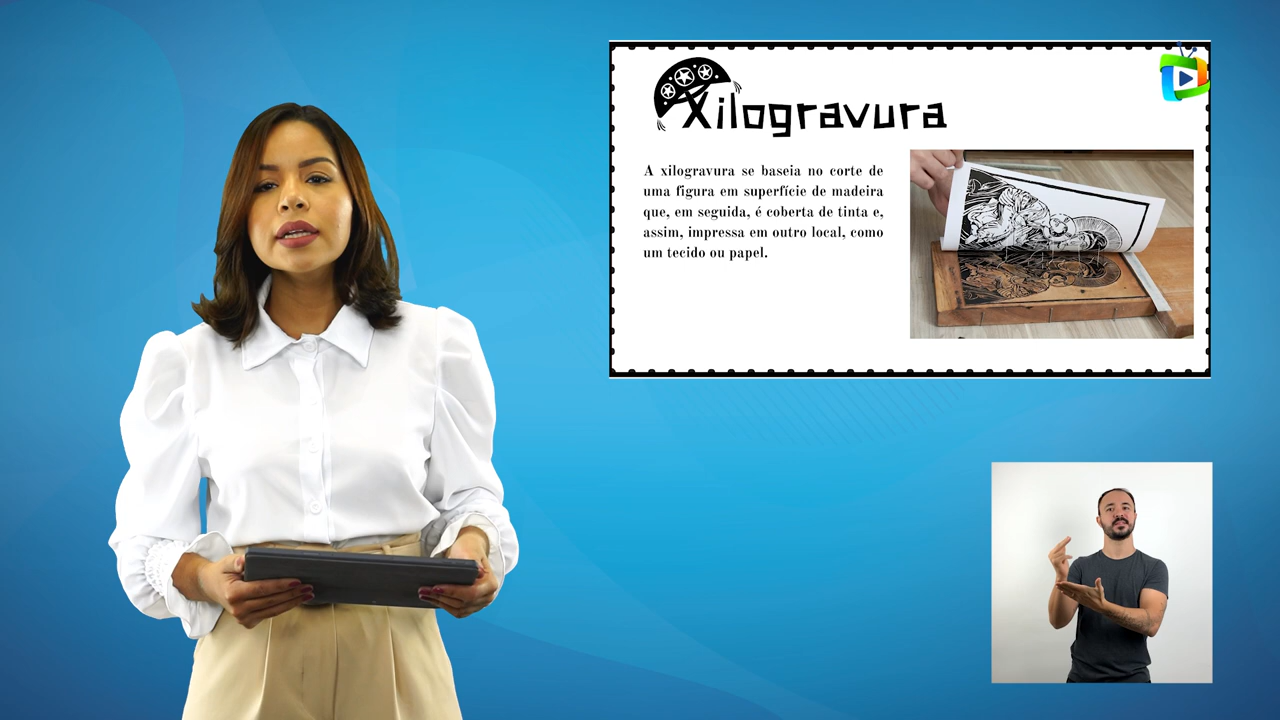 Xilogravura
A xilogravura se baseia no corte de
uma figura em superfície de madeira
que, em seguida, é coberta de tinta e,
assim, impressa em outro local, como
um tecido ou papel.